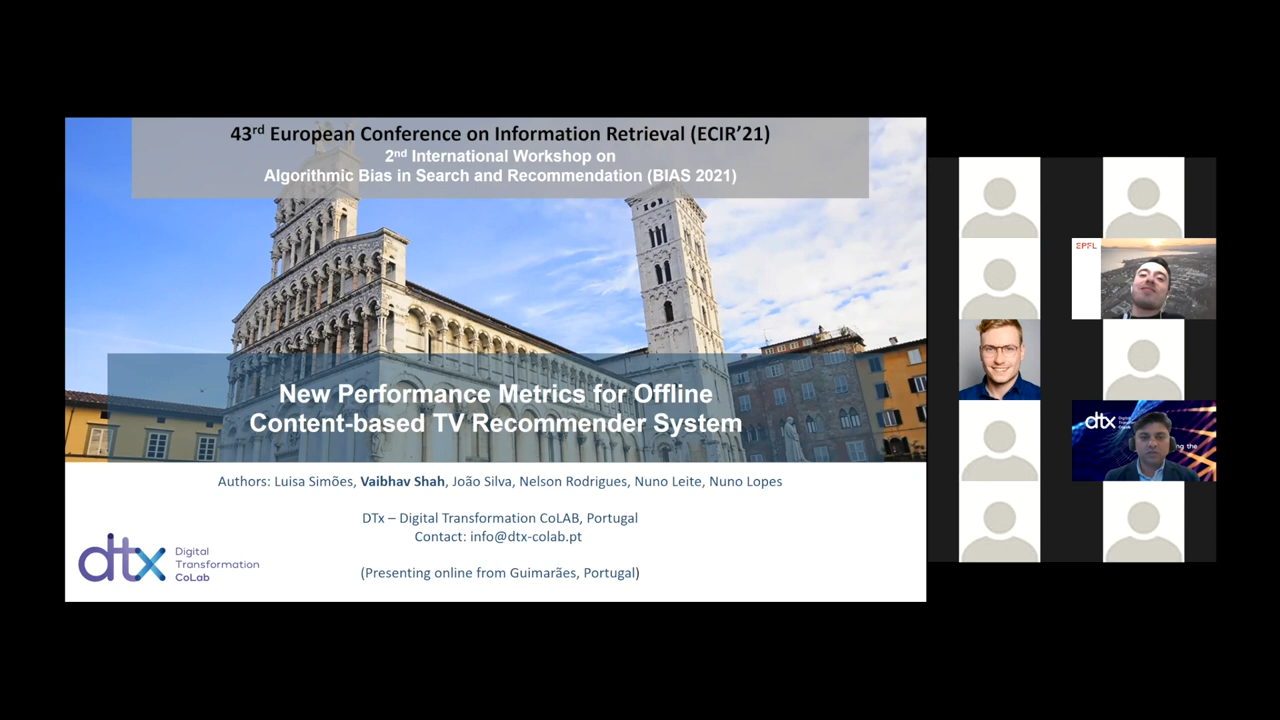 43rd European Conference on Information Retrieval (ECIR'21)
2nd International Workshop on
Algorithmic Bias in Search and Recommendation (BIAS 2021)
New Performance Metrics for Offline
Content-based TV Recommender System
Authors: Luisa Simões, Vaibhav Shah, João Silva, Nelson Rodrigues, Nuno Leite, Nuno Lopes
DTx – Digital Transformation CoLAB, Portugal
Contact: info@dtx-colab.pt
(Presenting online from Guimarães, Portugal)
dtx
Digital
Transformation
CoLab
EPFL
dtx
ng the